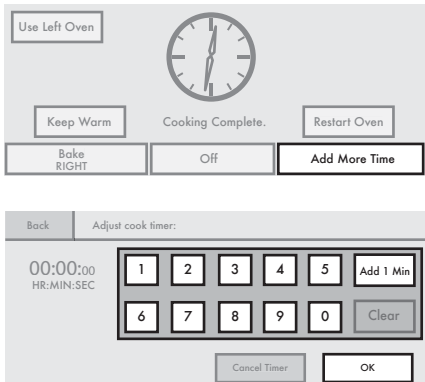 Use Left Oven
Keep Warm
Cooking Complete.
Restart Oven
Bake
RIGHT
Off
Add More Time
Back
Adjust cook timer:
00:00:00
HR:MIN:SEC
1 2 3 4 5 Add 1 Min
6 7 8 9 0 Clear
Cancel Timer
OK